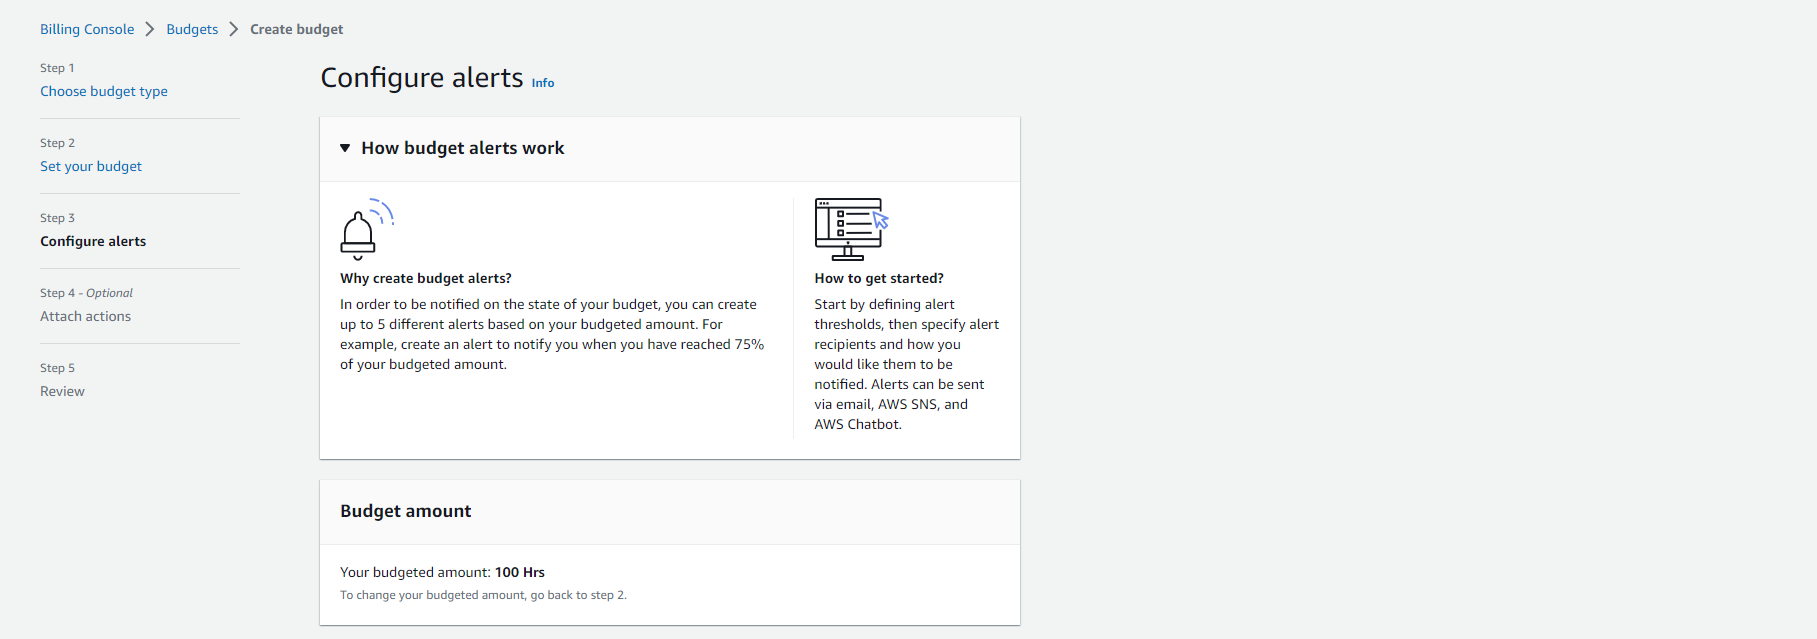 Billing Console > Budgets > Create budget
Step 1
Choose budget type
Step 2
Set your budget
Step 3
Configure alerts
Step 4 - Optional
Attach actions
Step 5
Review
Configure alerts Info
How budget alerts work
Why create budget alerts?
In order to be notified on the state of your budget, you can create
up to 5 different alerts based on your budgeted amount. For
example, create an alert to notify you when you have reached 75%
of your budgeted amount.
How to get started?
Start by defining alert
thresholds, then specify alert
recipients and how you
would like them to be
notified. Alerts can be sent
via email, AWS SNS, and
AWS Chatbot.
Budget amount
Your budgeted amount: 100 Hrs
To change your budgeted amount, go back to step 2.